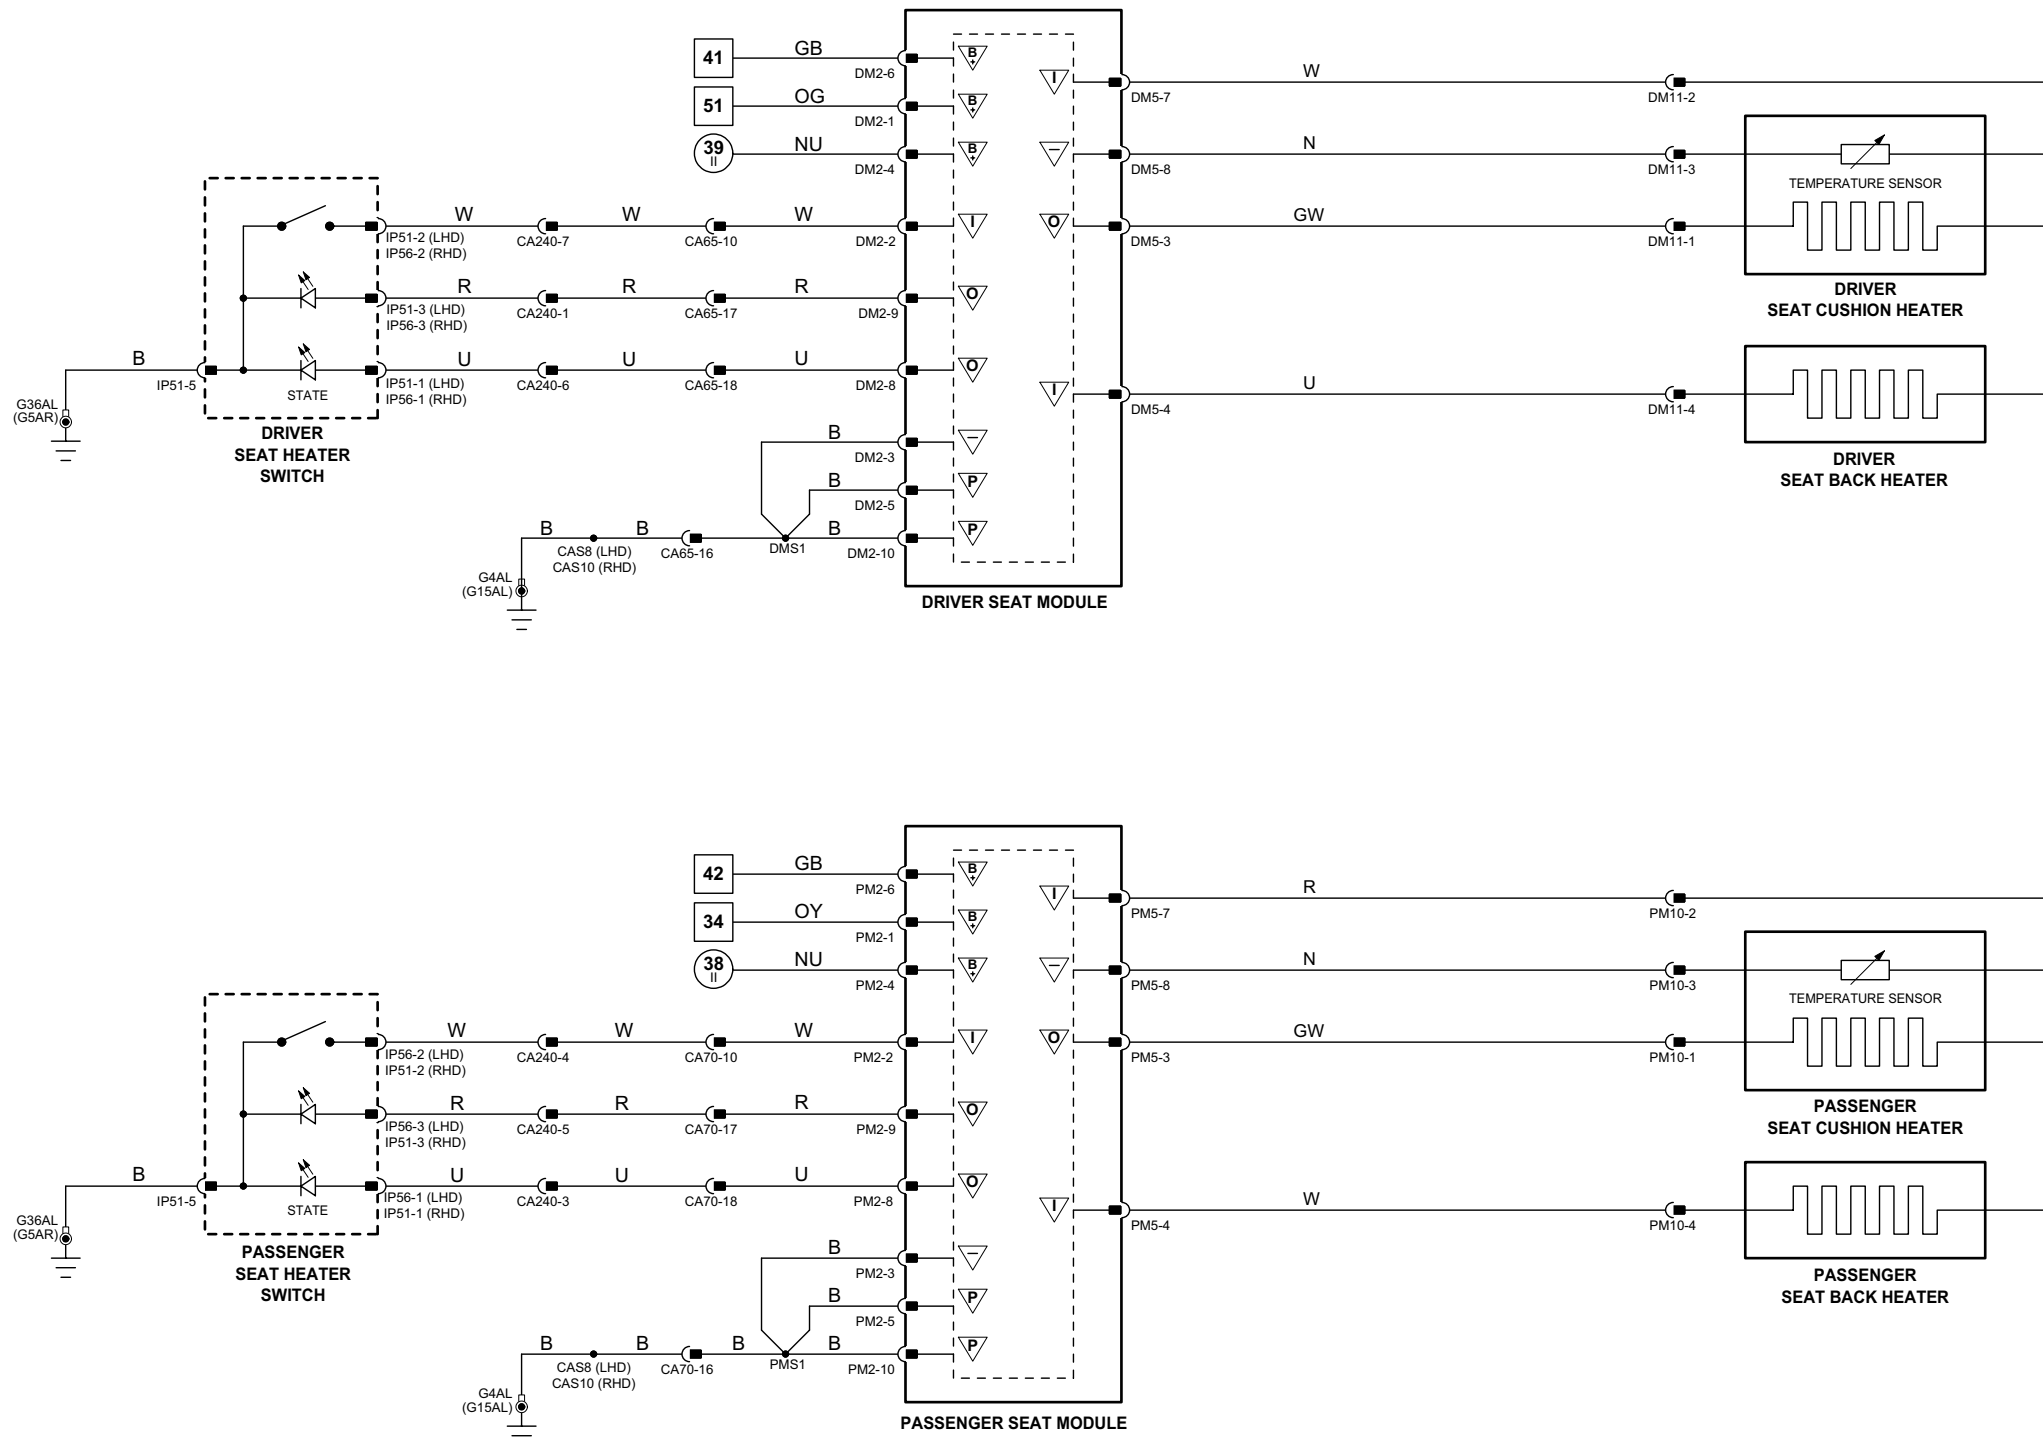 41
GB
DM2-6
B
+
51
OG
DM2-1
B
+
39
II
NU
DM2-4
B
+
I
DM5-7
W
DM11-2
–
DM5-8
N
DM11-3
TEMPERATURE SENSOR
O
DM5-3
GW
DM11-1
DRIVER
SEAT CUSHION HEATER
I
DM5-4
U
DM11-4
DRIVER
SEAT BACK HEATER
IP51-2 (LHD)
IP56-2 (RHD)
W
CA240-7
W
CA65-10
W
DM2-2
I
IP51-3 (LHD)
IP56-3 (RHD)
R
CA240-1
R
CA65-17
R
DM2-9
O
G36AL
(G5AR)
B
IP51-5
STATE
IP51-1 (LHD)
IP56-1 (RHD)
U
CA240-6
U
CA65-18
U
DM2-8
O
DRIVER
SEAT HEATER
SWITCH
B
DM2-3
–
B
DM2-5
P
G4AL
(G15AL)
B
CAS8 (LHD)
CAS10 (RHD)
B
CA65-16
DMS1
B
DM2-10
P
DRIVER SEAT MODULE
42
GB
PM2-6
B
+
34
OY
PM2-1
B
+
38
II
NU
PM2-4
B
+
I
PM5-7
R
PM10-2
–
PM5-8
N
PM10-3
TEMPERATURE SENSOR
O
PM5-3
GW
PM10-1
PASSENGER
SEAT CUSHION HEATER
I
PM5-4
W
PM10-4
PASSENGER
SEAT BACK HEATER
IP56-2 (LHD)
IP51-2 (RHD)
W
CA240-4
W
CA70-10
W
PM2-2
I
IP56-3 (LHD)
IP51-3 (RHD)
R
CA240-5
R
CA70-17
R
PM2-9
O
G36AL
(G5AR)
B
IP51-5
STATE
IP56-1 (LHD)
IP51-1 (RHD)
U
CA240-3
U
CA70-18
U
PM2-8
O
PASSENGER
SEAT HEATER
SWITCH
B
PM2-3
–
B
PM2-5
P
G4AL
(G15AL)
B
CAS8 (LHD)
CAS10 (RHD)
B
CA70-16
B
PMS1
B
PM2-10
P
PASSENGER SEAT MODULE